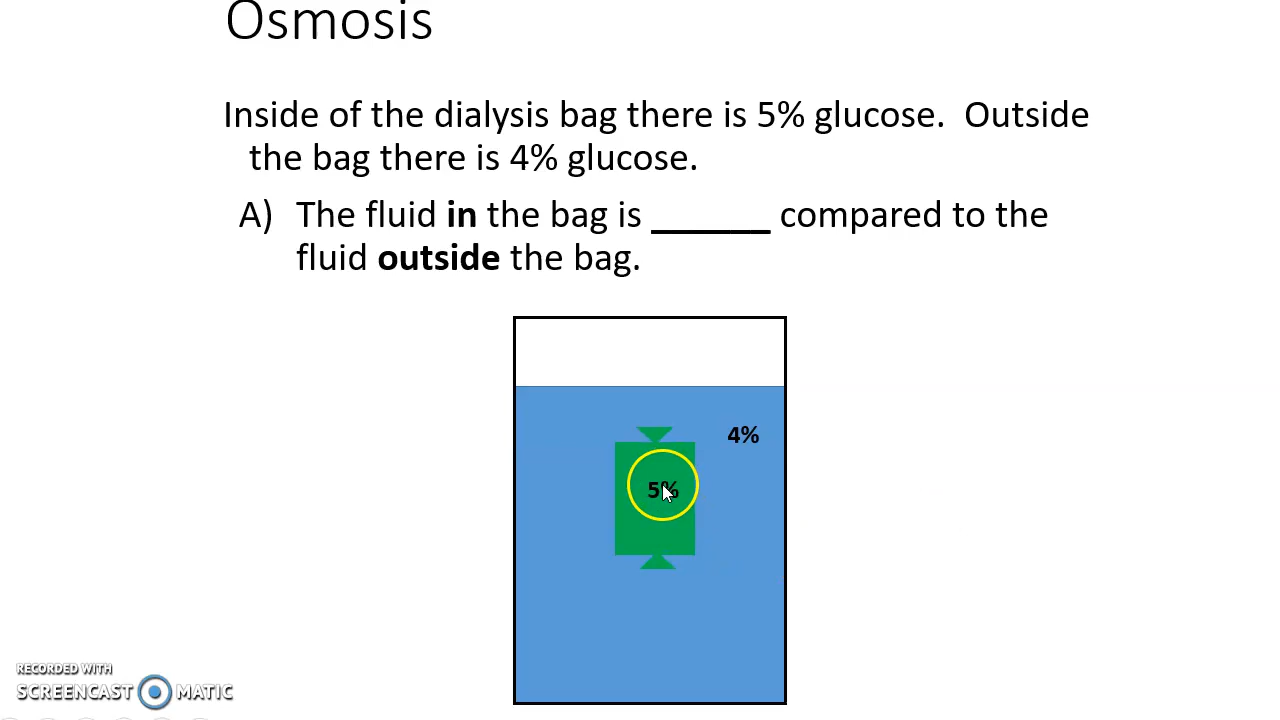 Osmosis
Inside of the dialysis bag there is 5% glucose.  Outside
the bag there is 4% glucose.
A) The fluid in the bag is ______ compared to the
fluid outside the bag.
4%
5%
RECORDED WITH
SCREENCAST MATIC